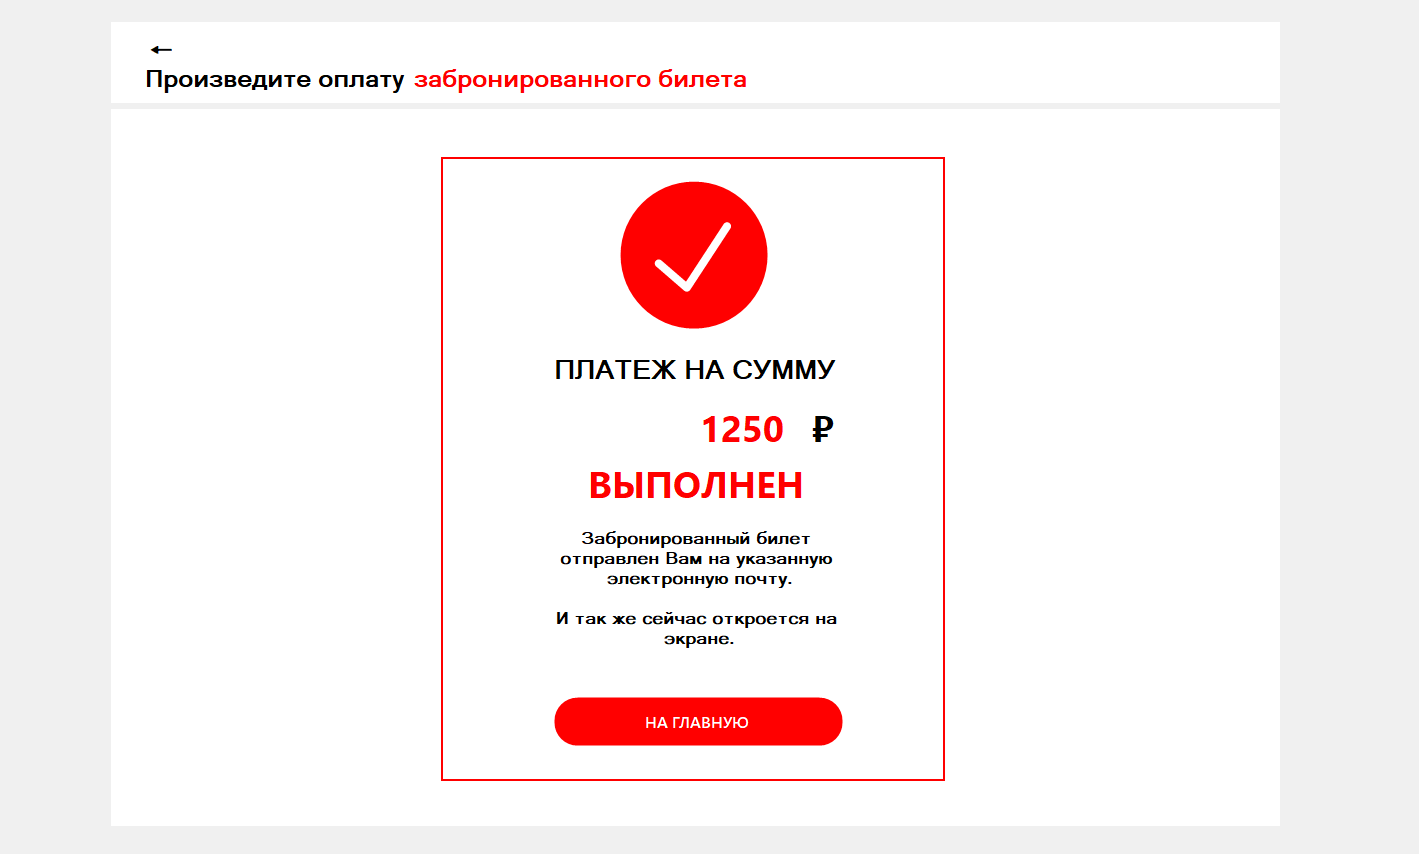 Произведите оплату забронированного билета
ПЛАТЕЖ НА СУММУ
1250 ₽
ВЫПОЛНЕН
Забронированный билет
отправлен Вам на указанную
электронную почту.
И так же сейчас откроется на
экране.
НА ГЛАВНУЮ